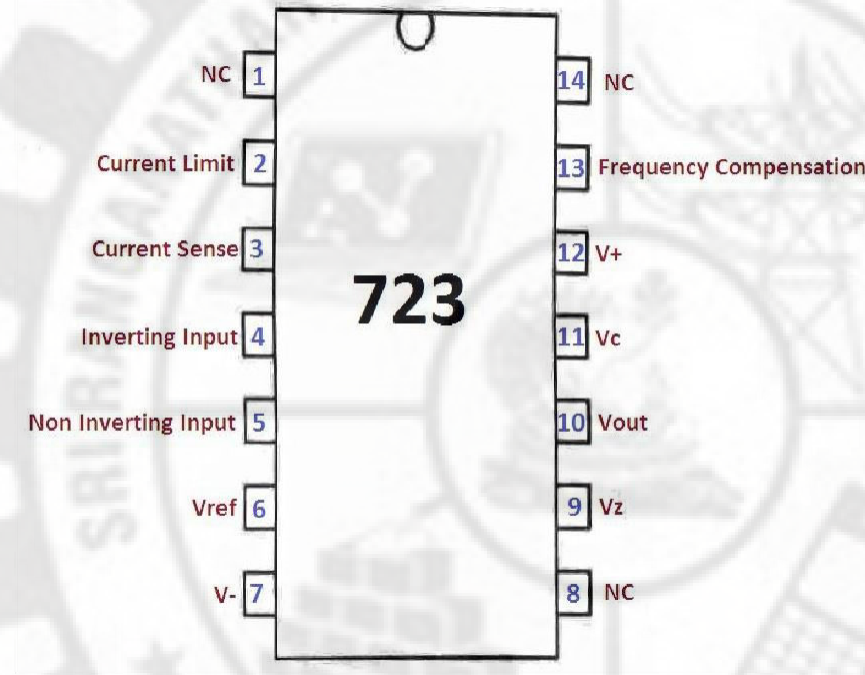 NC 1
14 NC
Current Limit 2
13 Frequency Compensation
Current Sense 3
12 V+
723
Inverting Input 4
11 Vc
Non Inverting Input 5
10 Vout
Vref 6
9 Vz
V- 7
8 NC